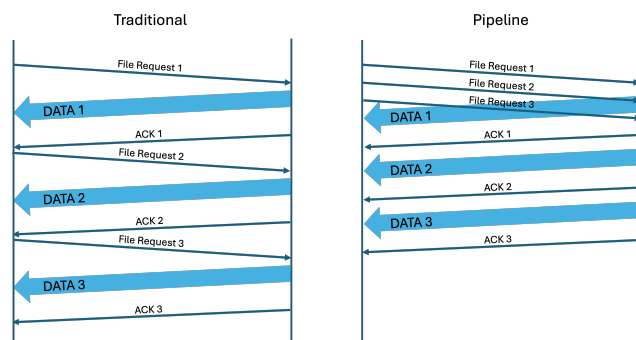 Traditional
File Request 1
DATA 1
ACK 1
File Request 2
DATA 2
ACK 2
File Request 3
DATA 3
ACK 3
Pipeline
File Request 1
File Request 2
File Request 3
DATA 1
ACK 1
DATA 2
ACK 2
DATA 3
ACK 3